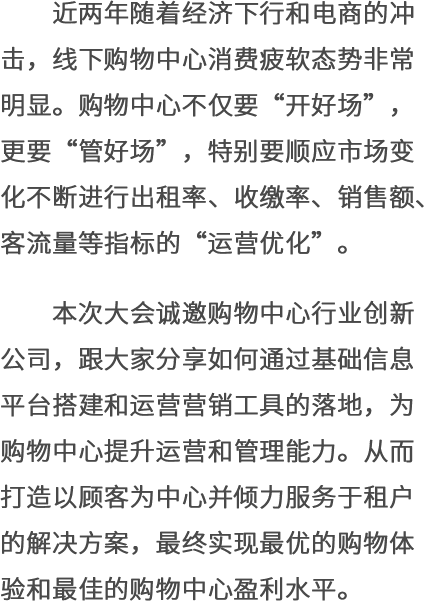 近两年随着经济下行和电商的冲
击，线下购物中心消费疲软态势非常
明显。购物中心不仅要“开好场”，
更要“管好场”，特别要顺应市场变
化不断进行出租率、收缴率、销售额、
客流量等指标的“运营优化”。
本次大会诚邀购物中心行业创新
公司，跟大家分享如何通过基础信息
平台搭建和运营营销工具的落地，为
购物中心提升运营和管理能力。从而
打造以顾客为中心并倾力服务于租户
的解决方案，最终实现最优的购物体
验和最佳的购物中心盈利水平。